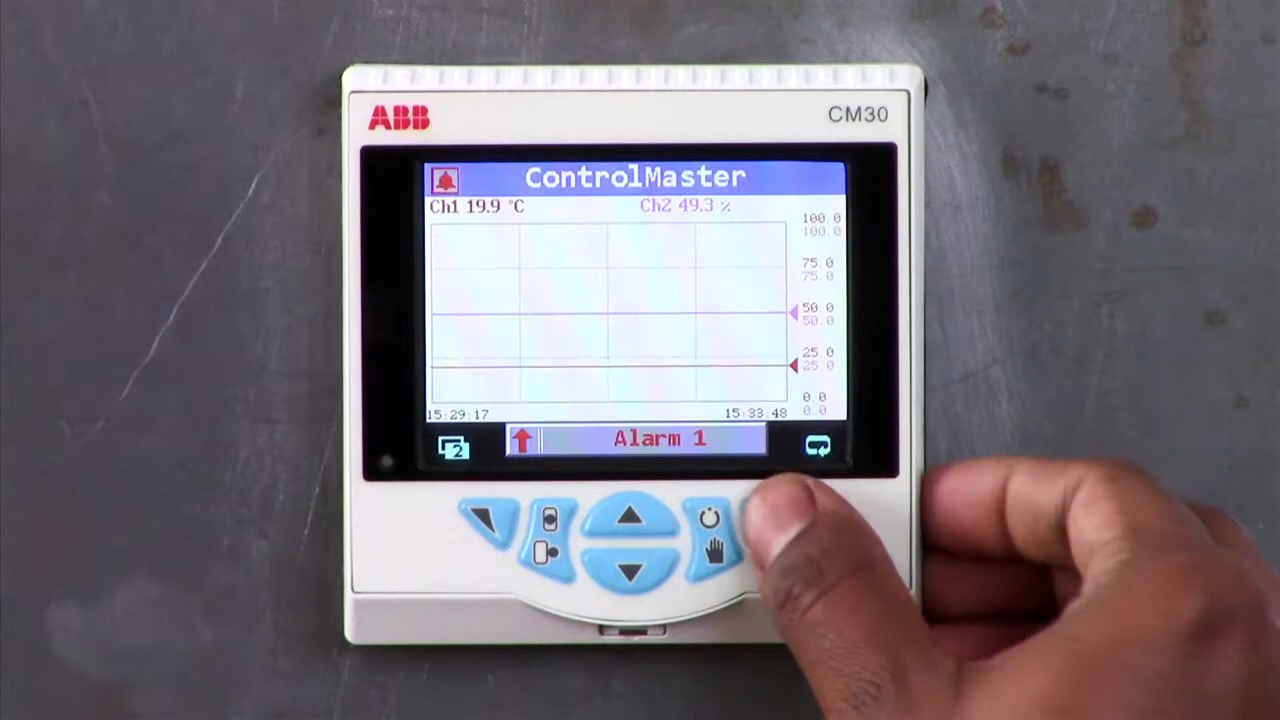 ABB
CM30
ControlMaster
Ch1 19.9 °C
Ch2 49.3 %
100.0
100.0
75.0
75.0
50.0
50.0
25.0
25.0
0.0
0.0
15:29:17
15:33:48
2
Alarm 1